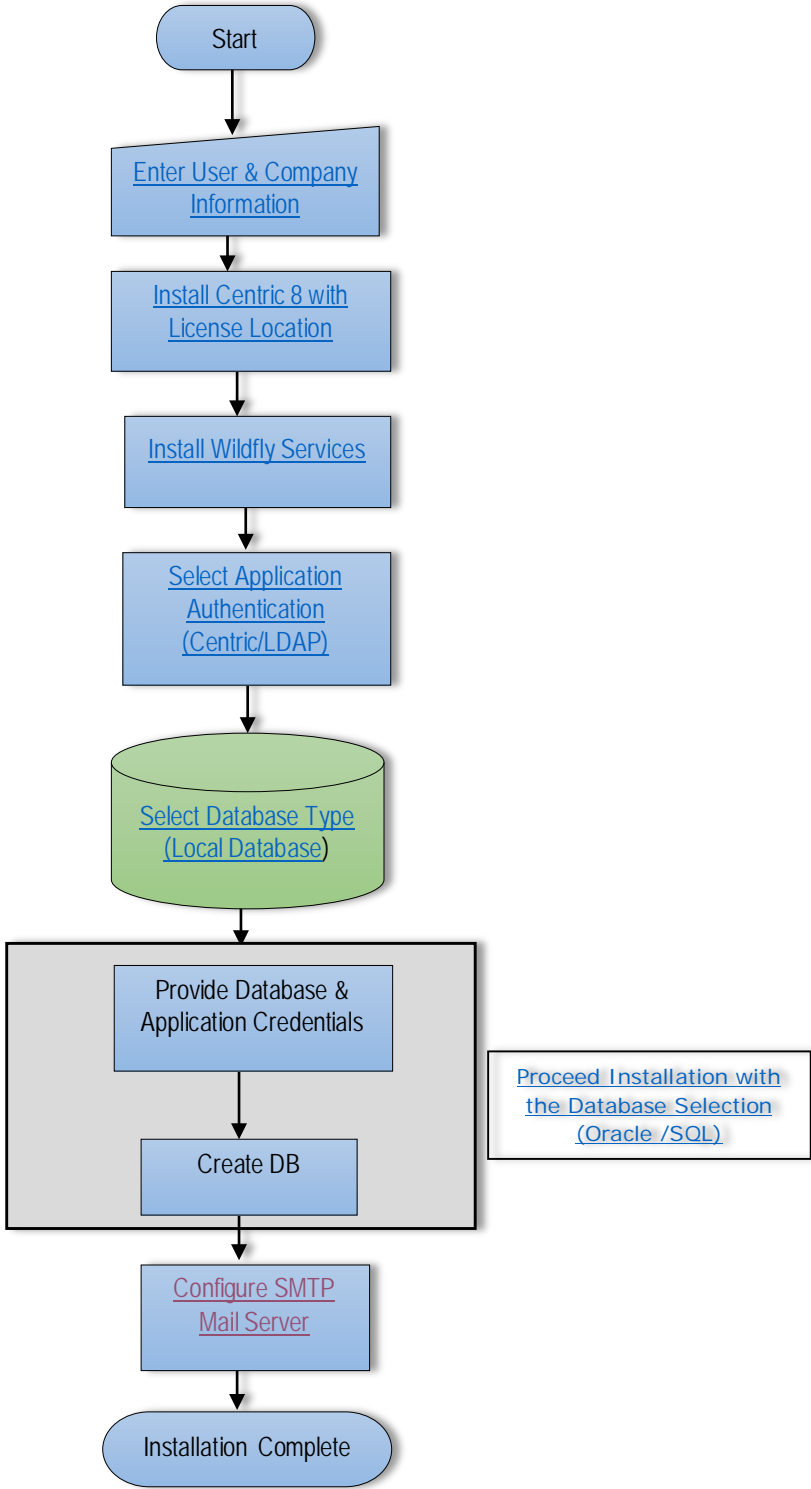 Start
Enter User & Company
Information
Install Centric 8 with
License Location
Install Wildfly Services
Select Application
Authentication
(Centric/LDAP)
Select Database Type
(Local Database)
Provide Database &
Application Credentials
Create DB
Proceed Installation with
the Database Selection
(Oracle /SQL)
Configure SMTP
Mail Server
Installation Complete